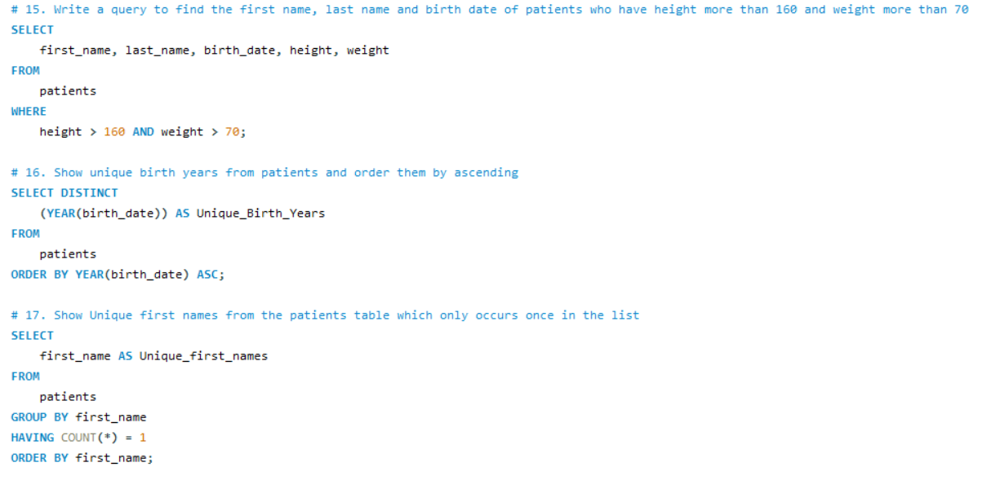 # 15. Write a query to find the first name, last name and birth date of patients who have height more than 160 and weight more than 70
SELECT
    first_name, last_name, birth_date, height, weight
FROM
    patients
WHERE
    height > 160 AND weight > 70;

# 16. Show unique birth years from patients and order them by ascending
SELECT DISTINCT
    (YEAR(birth_date)) AS Unique_Birth_Years
FROM
    patients
ORDER BY YEAR(birth_date) ASC;

# 17. Show Unique first names from the patients table which only occurs once in the list
SELECT
    first_name AS Unique_first_names
FROM
    patients
GROUP BY first_name
HAVING COUNT(*) = 1
ORDER BY first_name;